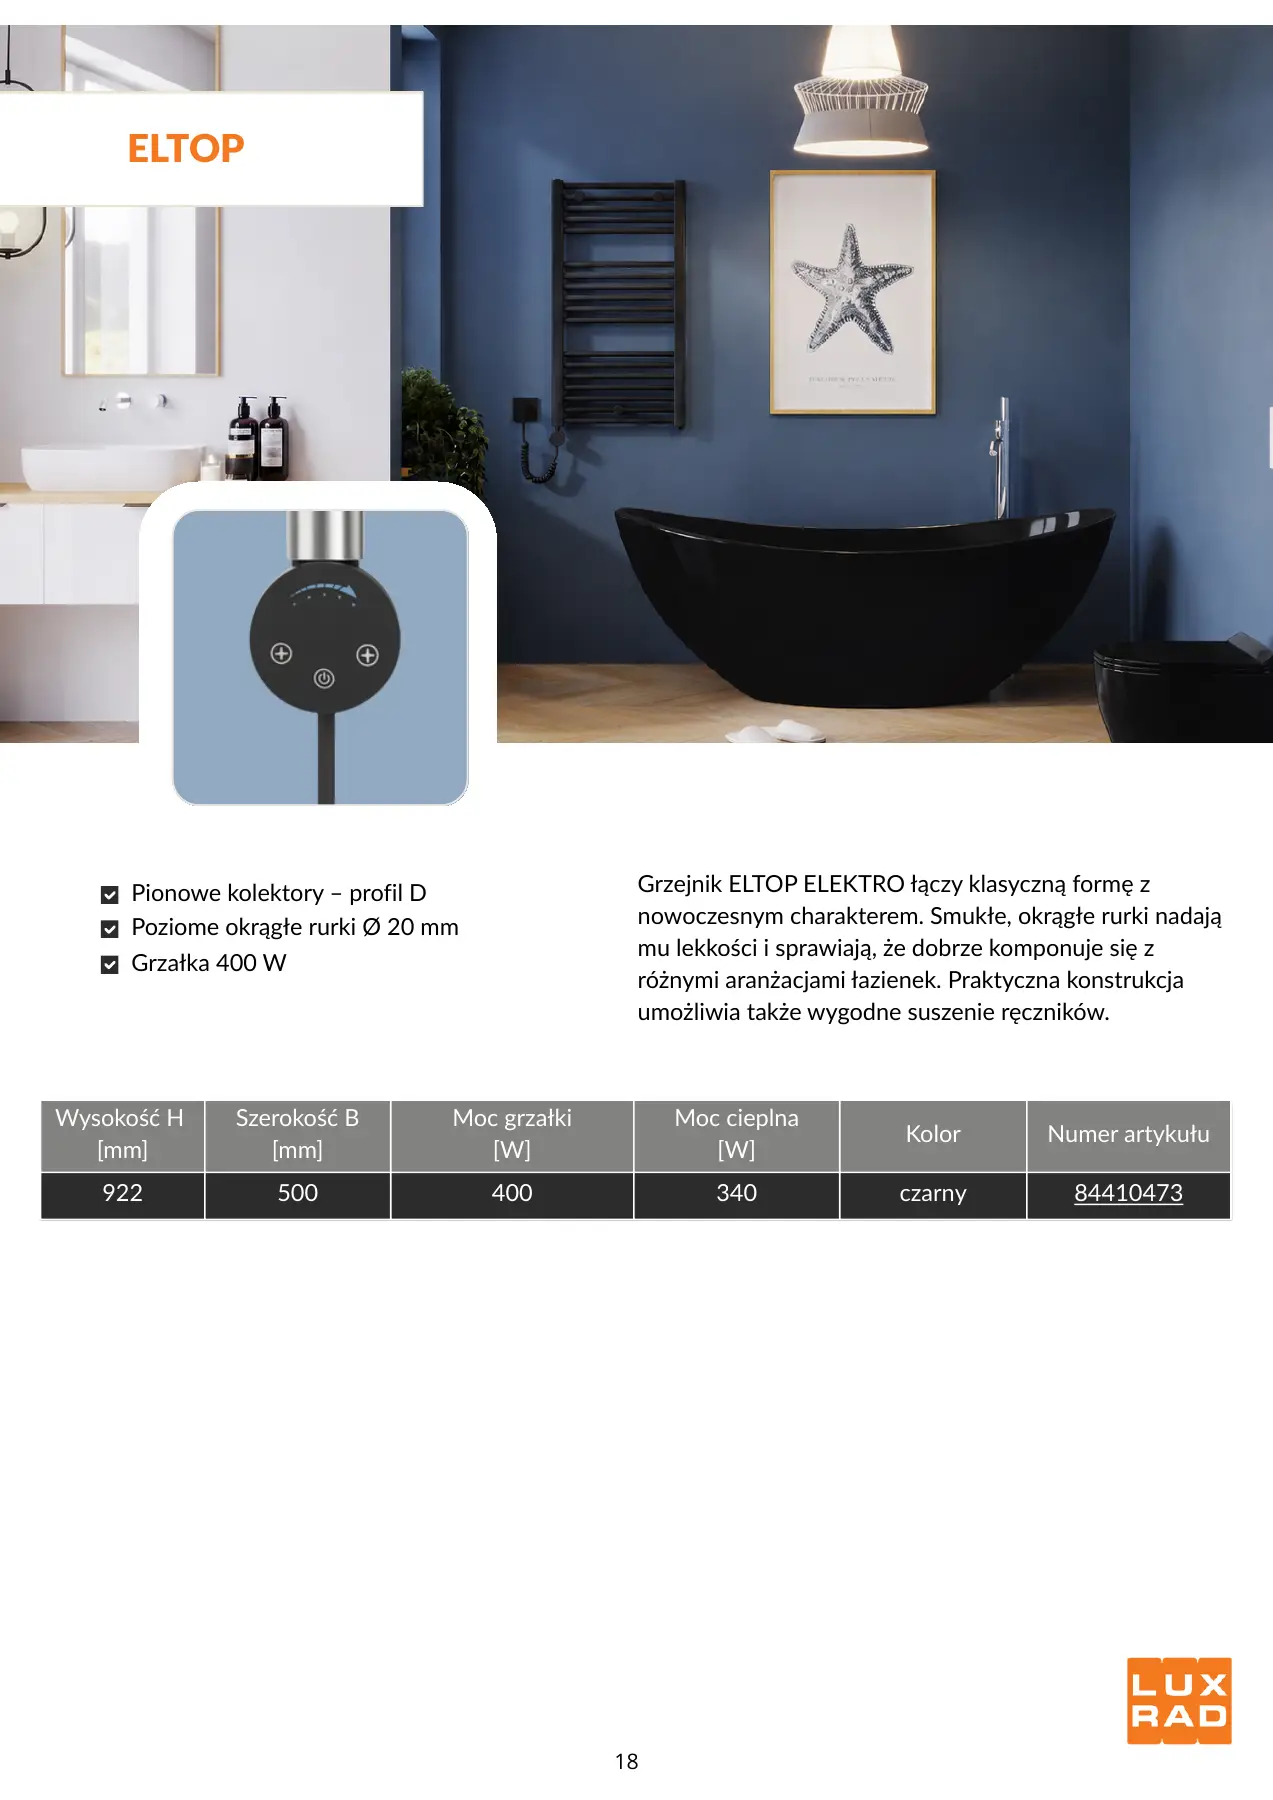 ELTOP
Pionowe kolektory – profil D
Poziome okrągłe rurki Ø 20 mm
Grzałka 400 W
Grzejnik ELTOP ELEKTRO łączy klasyczną formę z
nowoczesnym charakterem. Smukłe, okrągłe rurki nadają
mu lekkości i sprawiają, że dobrze komponuje się z
różnymi aranżacjami łazienek. Praktyczna konstrukcja
umożliwia także wygodne suszenie ręczników.
Wysokość H [mm] Szerokość B [mm] Moc grzałki [W] Moc cieplna [W] Kolor Numer artykułu
922 500 400 340 czarny 84410473
LUX
RAD
18